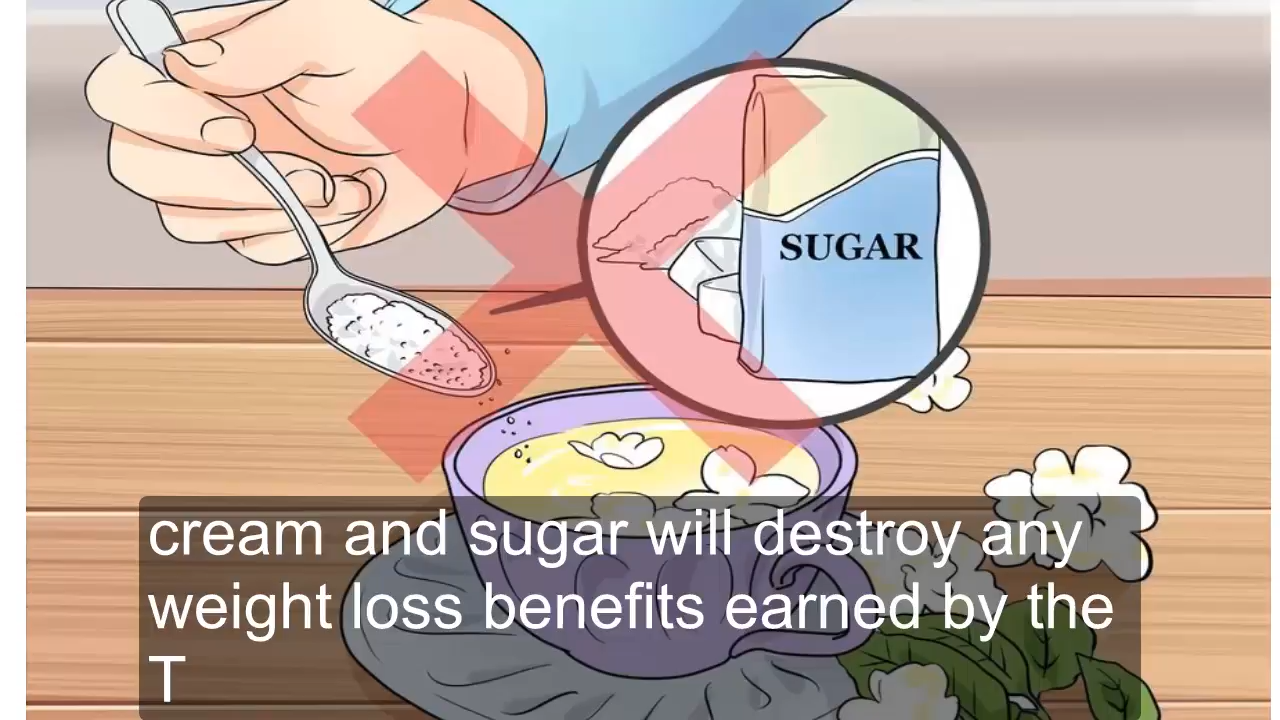 SUGAR
cream and sugar will destroy any
weight loss benefits earned by the
T